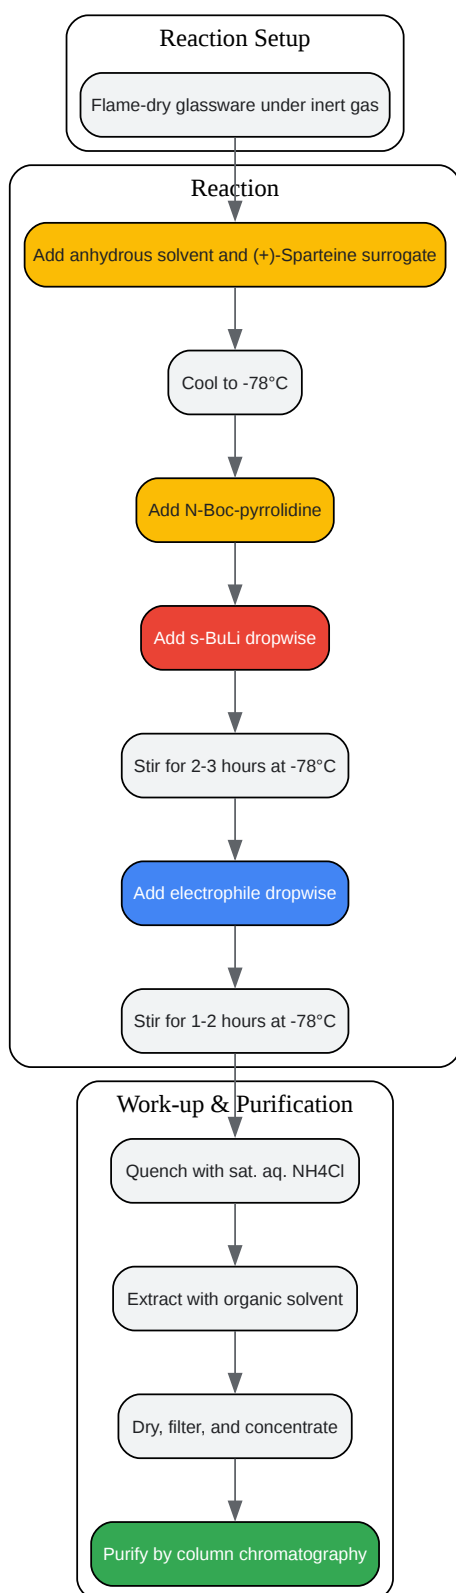 Reaction Setup
Flame-dry glassware under inert gas
Reaction
Add anhydrous solvent and (+)-Sparteine surrogate
Cool to -78°C
Add N-Boc-pyrrolidine
Add s-BuLi dropwise
Stir for 2-3 hours at -78°C
Add electrophile dropwise
Stir for 1-2 hours at -78°C
Work-up & Purification
Quench with sat. aq. NH4Cl
Extract with organic solvent
Dry, filter, and concentrate
Purify by column chromatography